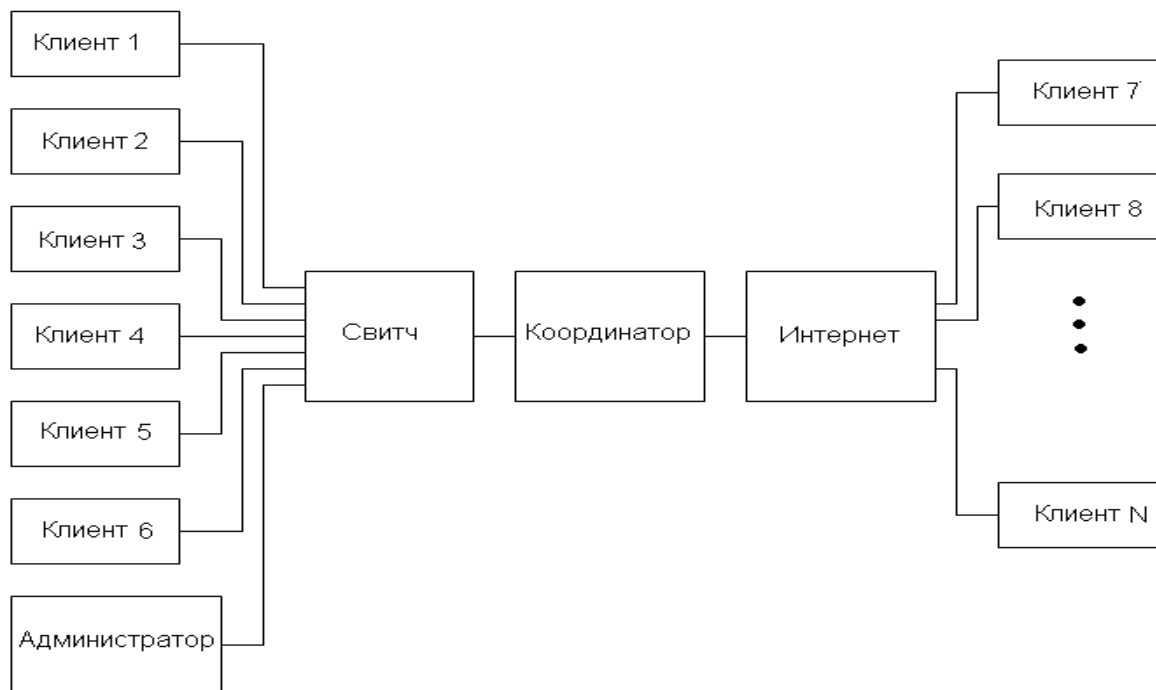 Клиент 1
Клиент 2
Клиент 3
Клиент 4
Клиент 5
Клиент 6
Администратор
Свитч
Координатор
Интернет
Клиент 7
Клиент 8
Клиент N